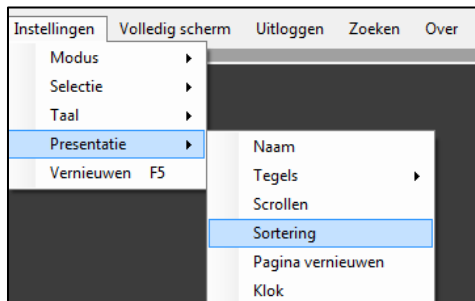 Instellingen Volledig scherm Uitloggen Zoeken Over
Modus
Selectie
Taal
Presentatie
Vernieuwen F5
Naam
Tegels
Scrollen
Sortering
Pagina vernieuwen
Klok